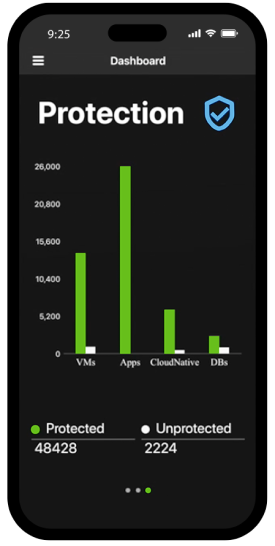 9:25
Dashboard
Protection
26,000
20,800
15,600
10,400
5,200
0
VMs Apps CloudNative DBs
Protected Unprotected
48428 2224